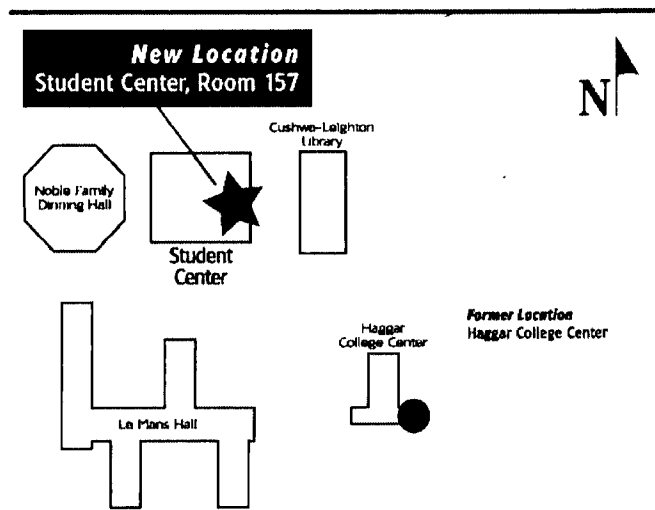 New Location
Student Center, Room 157
N
Cushwa-Leighton
Library
Noble Family
Dinning Hall
Student
Center
Haggar
College Center
Former Location
Haggar College Center
Le Mans Hall